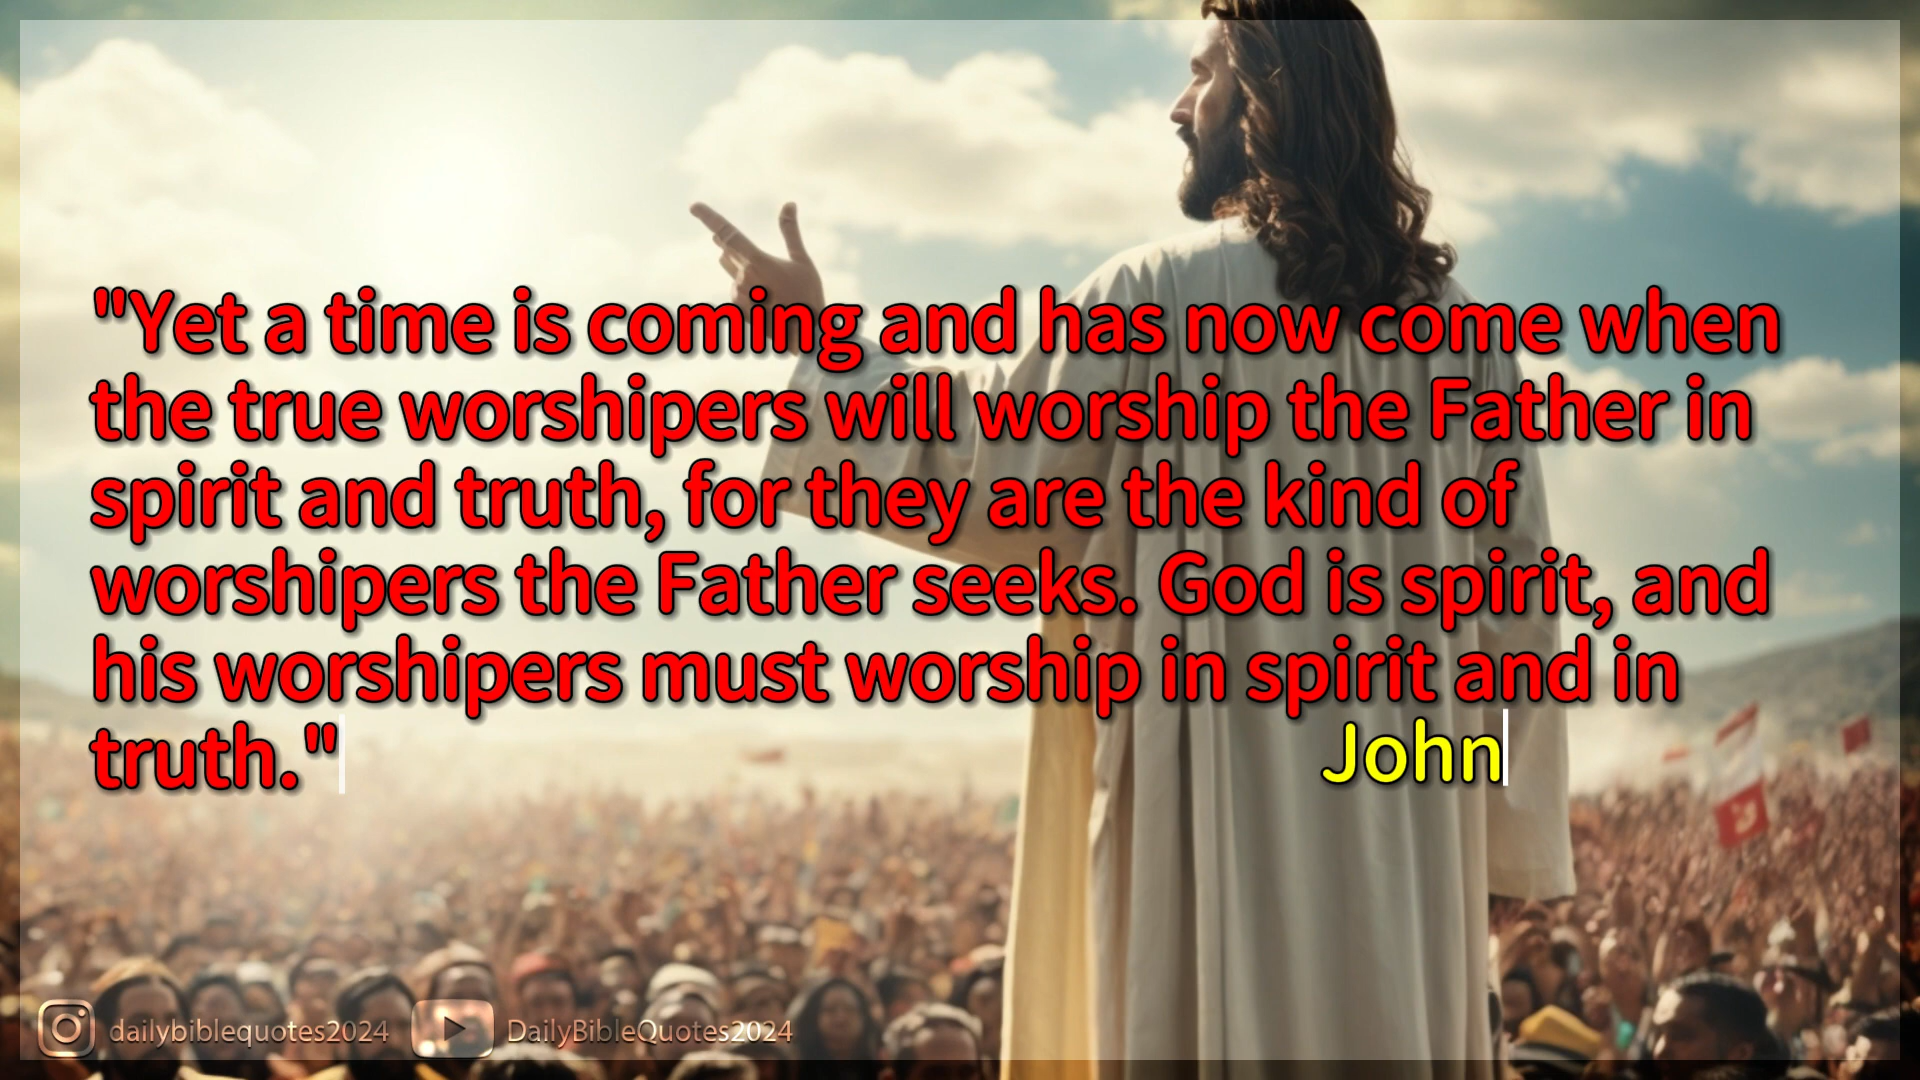 "Yet a time is coming and has now come when
the true worshipers will worship the Father in
spirit and truth, for they are the kind of
worshipers the Father seeks. God is spirit, and
his worshipers must worship in spirit and in
truth."
John
dailybiblequotes2024
DailyBibleQuotes2024